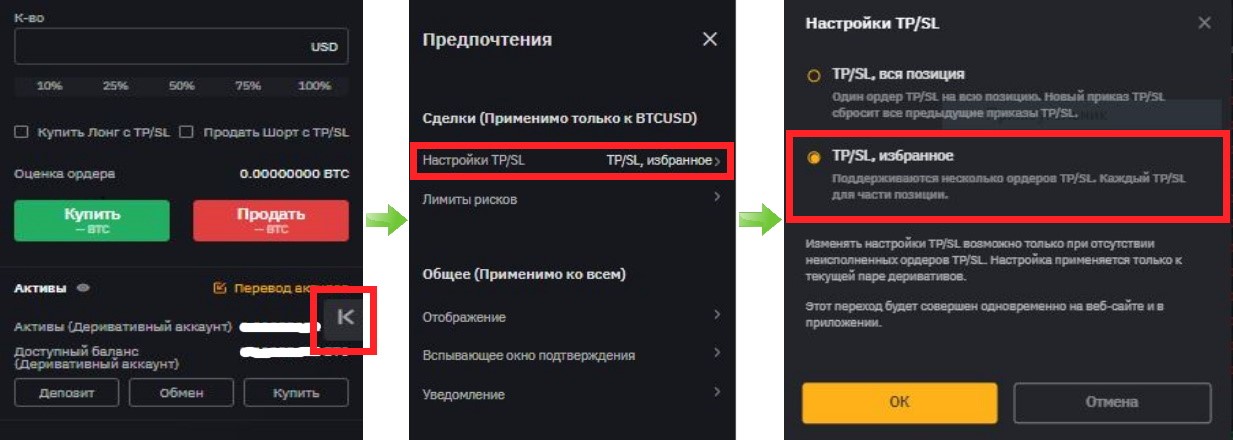 К-во
USD
10% 25% 50% 75% 100%
Купить Лонг с TP/SL Продать Шорт с TP/SL
Оценка ордера 0.00000000 BTC
Купить
-- BTC
Продать
-- BTC
Активы Перевод активов
Активы (Деривативный аккаунт)
Доступный баланс
(Деривативный аккаунт)
BTC
Депозит Обмен Купить
Предпочтения
Сделки (Применимо только к BTCUSD)
Настройки TP/SL TP/SL, избранное
Лимиты рисков
Общее (Применимо ко всем)
Отображение
Вспывающее окно подтверждения
Уведомление
Настройки TP/SL
TP/SL, вся позиция
Один ордер TP/SL на всю позицию. Новый приказ TP/SL
сбросит все предыдущие приказы TP/SL.
TP/SL, избранное
Поддерживаются несколько ордеров TP/SL. Каждый TP/SL
для части позиции.
Изменять настройки TP/SL возможно только при отсутствии
неисполненных ордеров TP/SL. Настройка применяется только к
текущей паре деривативов.
Этот переход будет совершен одновременно на веб-сайте и в
приложении.
ОК Отмена